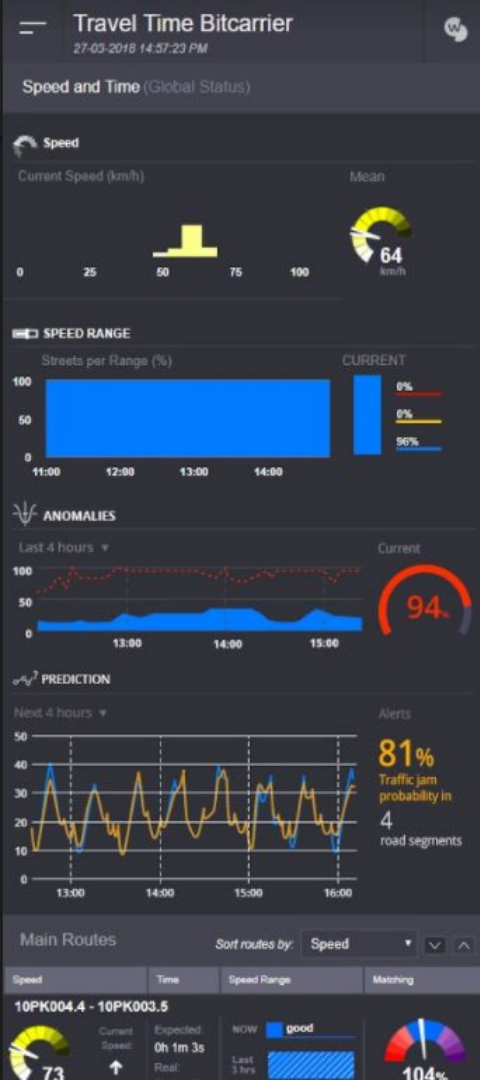 Travel Time Bitcarrier
27-03-2018 14:57:23 PM
W
Speed and Time (Global Status)
Speed
Current Speed (km/h)
Mean
64
km/h
0 25 50 75 100
SPEED RANGE
Streets per Range (%)
CURRENT
100
50
0
0%
0%
96%
11:00 12:00 13:00 14:00
ANOMALIES
Last 4 hours
Current
100
50
0
94%
13:00 14:00 15:00
PREDICTION
Next 4 hours
Alerts
50
40
30
20
10
0
81%
Traffic jam
probability in
4
road segments
13:00 14:00 15:00 16:00
Main Routes
Sort routes by: Speed
Speed Time Speed Range Matching
10PK004.4 - 10PK003.5
73
Current
Speed:
Expected:
0h 1m 3s
Real:
NOW good
Last
3 hrs
104%